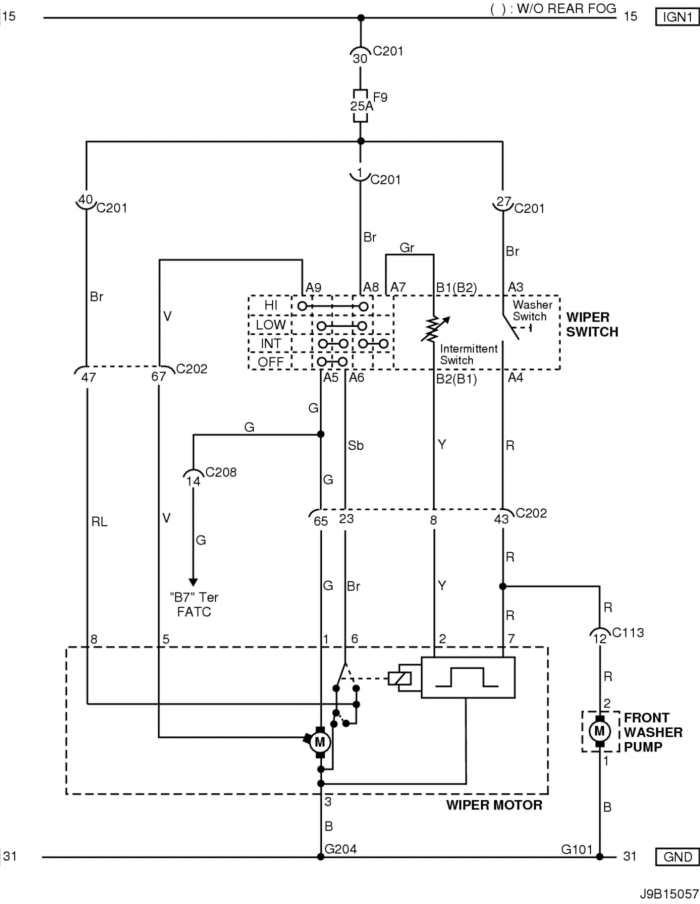 ( ) : W/O REAR FOG
15
15
IGN1
30
C201
F9
25A
40
C201
1
C201
27
C201
Br
Gr
Br
Br
V
A9
A8
A7
B1(B2)
A3
HI
LOW
INT
OFF
Washer
Switch
Intermittent
Switch
WIPER
SWITCH
47
67
C202
A5
A6
B2(B1)
A4
G
G
Sb
Y
R
14
C208
G
65
23
8
43
C202
RL
V
G
"B7" Ter
FATC
G
Br
Y
R
R
R
12
C113
R
8
5
1
6
2
7
2
M
M
FRONT
WASHER
PUMP
1
3
WIPER MOTOR
B
B
31
G204
G101
31
GND
J9B15057